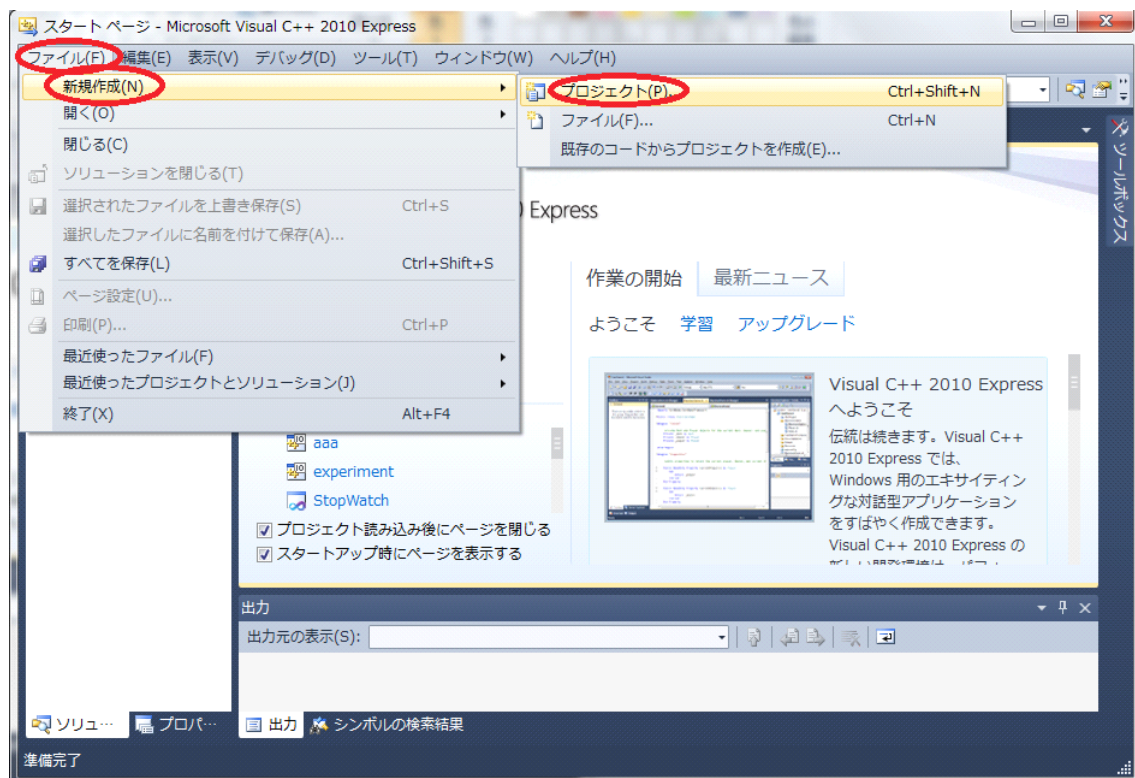 スタート ページ - Microsoft Visual C++ 2010 Express
ファイル(F) 編集(E) 表示(V) デバッグ(D) ツール(T) ウィンドウ(W) ヘルプ(H)
新規作成(N)
開く(O)
閉じる(C)
ソリューションを閉じる(T)
選択されたファイルを上書き保存(S) Ctrl+S
選択したファイルに名前を付けて保存(A)...
すべてを保存(L) Ctrl+Shift+S
ページ設定(U)...
印刷(P)... Ctrl+P
最近使ったファイル(F)
最近使ったプロジェクトとソリューション(J)
終了(X) Alt+F4
プロジェクト(P)... Ctrl+Shift+N
ファイル(F)... Ctrl+N
既存のコードからプロジェクトを作成(E)...
ツールボックス
Express
作業の開始 最新ニュース
ようこそ 学習 アップグレード
Visual C++ 2010 Express
へようこそ
伝統は続きます。Visual C++
2010 Express では、
Windows 用のエキサイティン
グな対話型アプリケーション
をすばやく作成できます。
Visual C++ 2010 Express の
aaa
experiment
StopWatch
プロジェクト読み込み後にページを閉じる
スタートアップ時にページを表示する
出力
出力元の表示(S):
ソリュ… プロパ… 出力 シンボルの検索結果
準備完了